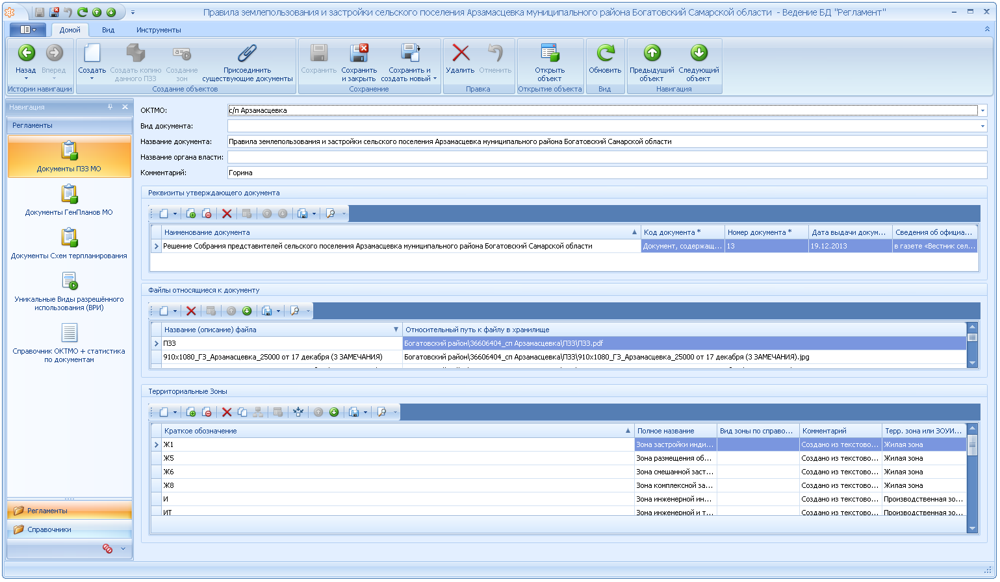 Правила землепользования и застройки сельского поселения Арзамасцевка муниципального района Богатовский Самарской области - Ведение БД "Регламент"
Домой Вид Инструменты
Назад Вперед Создать Создать копию данного ПЗЗ Создание зон Присоединить существующие документы Сохранить Сохранить и закрыть Сохранить и создать новый Удалить Отменить Открыть объект Обновить Предыдущий объект Следующий объект
Истории навигации Создание объектов Сохранение Правка Открытие объекта Вид Навигация
Навигация
Регламенты
Документы ПЗЗ МО
Документы ГенПланов МО
Документы Схем терпланирования
Уникальные Виды разрешённого
использования (ВРИ)
Справочник ОКТМО + статистика
по документам
Регламенты
Справочники
ОКТМО: с/п Арзамасцевка
Вид документа:
Название документа: Правила землепользования и застройки сельского поселения Арзамасцевка муниципального района Богатовский Самарской области
Название органа власти:
Комментарий: Горина
Реквизиты утверждающего документа
Наименование документа Код документа * Номер документа * Дата выдачи докум... Сведения об официа...
Решение Собрания представителей сельского поселения Арзамасцевка муниципального района Богатовский Самарской области Документ, содержащ... 13 19.12.2013 в газете «Вестник сел...
Файлы относящиеся к документу
Название (описание) файла Относительный путь к файлу в хранилище
ПЗЗ Богатовский район\36606404_сп Арзамасцевка\ПЗЗ\ПЗЗ.pdf
910x1080_ГЗ_Арзамасцевка_25000 от 17 декабря (3 ЗАМЕЧАНИЯ) Богатовский район\36606404_сп Арзамасцевка\ПЗЗ\910x1080_ГЗ_Арзамасцевка_25000 от 17 декабря (3 ЗАМЕЧАНИЯ).jpg
Территориальные Зоны
Краткое обозначение Полное название Вид зоны по справо... Комментарий Терр. зона или ЗОУИ...
Ж1 Зона застройки инди... Создано из текстово... Жилая зона
Ж5 Зона размещения об... Создано из текстово... Жилая зона
Ж6 Зона смешанной заст... Создано из текстово... Жилая зона
Ж8 Зона комплексной за... Создано из текстово... Жилая зона
И Зона инженерной ин... Создано из текстово... Производственная зо...
ИТ Зона инженерной и т... Создано из текстово... Производственная зо...